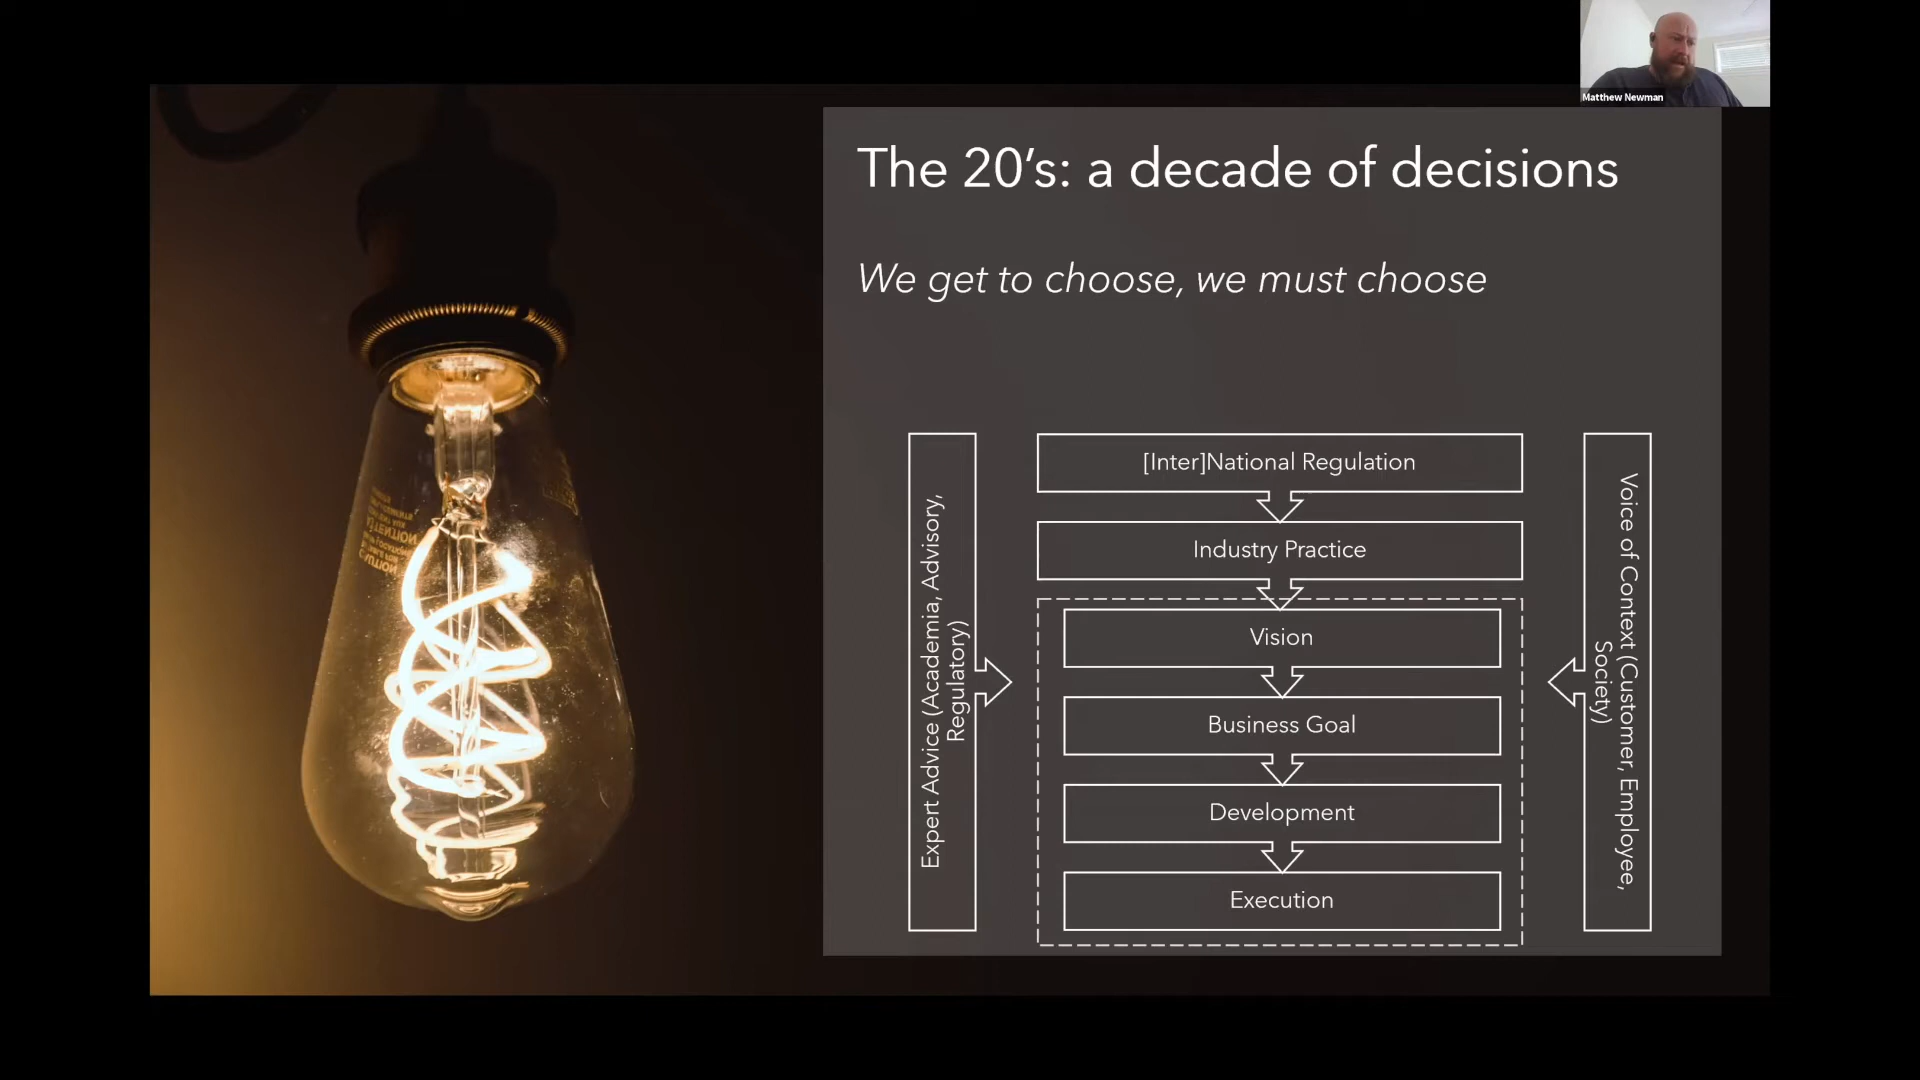 Matthew Newman
The 20’s: a decade of decisions
We get to choose, we must choose
Expert Advice (Academia, Advisory,
Regulatory)
[Inter]National Regulation
Industry Practice
Vision
Business Goal
Development
Execution
Voice of Context (Customer, Employee,
Society)